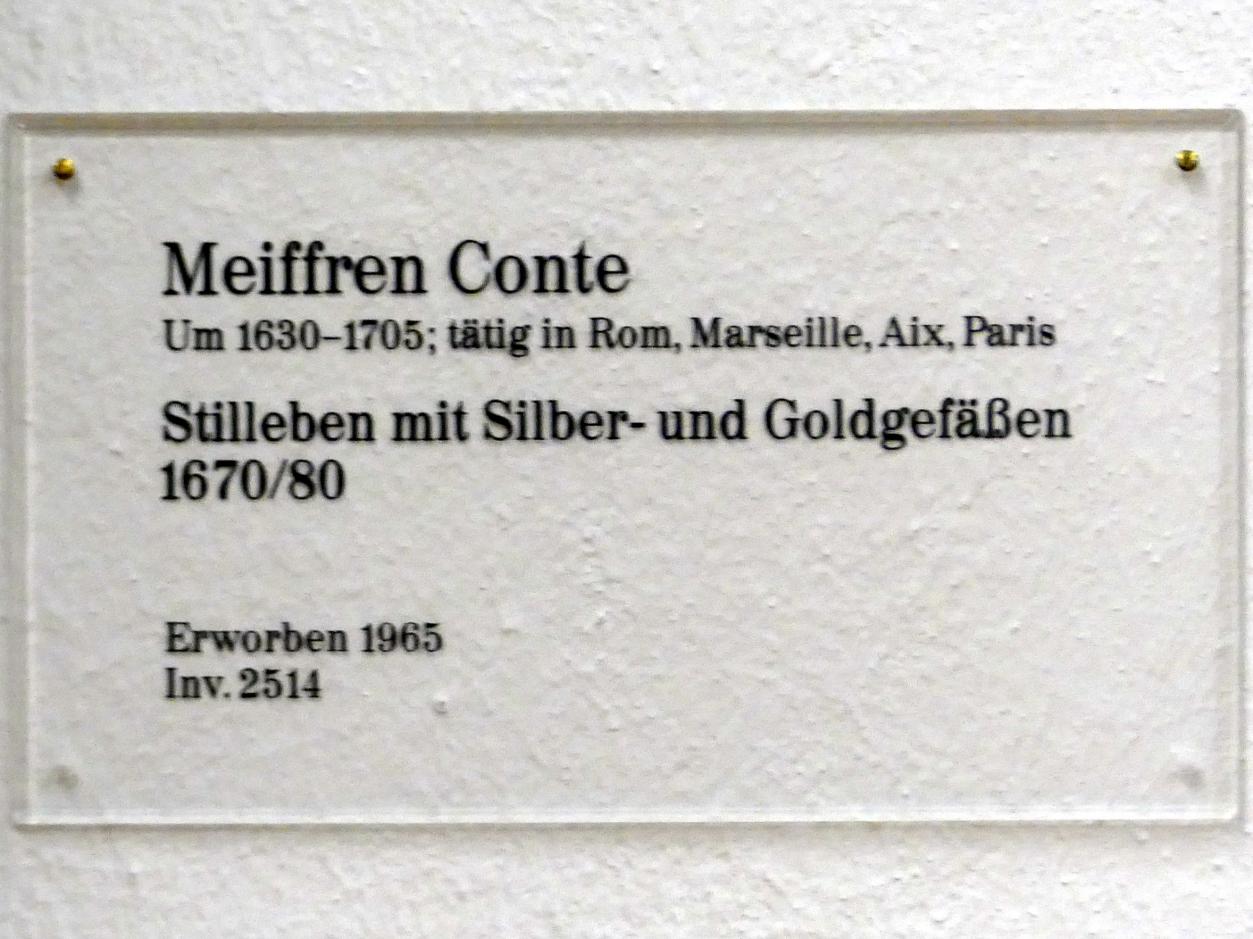 Meiffren Conte
Um 1630–1705; tätig in Rom, Marseille, Aix, Paris
Stilleben mit Silber- und Goldgefäßen
1670/80
Erworben 1965
Inv. 2514